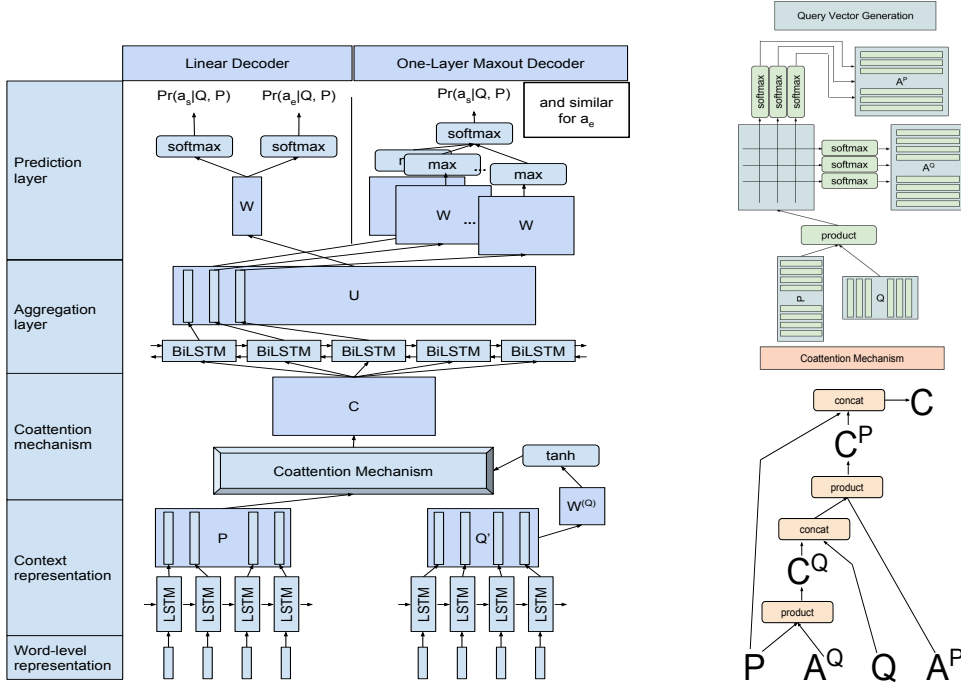 Query Vector Generation
Linear Decoder
One-Layer Maxout Decoder
Pr(a_s|Q, P)
Pr(a_e|Q, P)
Pr(a_s|Q, P)
and similar
for a_e
softmax
softmax
softmax
max
max
...
W
W
...
W
Prediction
layer
U
Aggregation
layer
BiLSTM
BiLSTM
BiLSTM
BiLSTM
BiLSTM
C
Coattention
mechanism
Coattention Mechanism
tanh
W^(Q)
P
Q'
Context
representation
LSTM
LSTM
LSTM
LSTM
LSTM
LSTM
LSTM
LSTM
Word-level
representation
softmax
softmax
softmax
A^P
softmax
softmax
softmax
A^Q
product
P
Q
Coattention Mechanism
concat
C
C^P
product
concat
C^Q
product
P
A^Q
Q
A^P